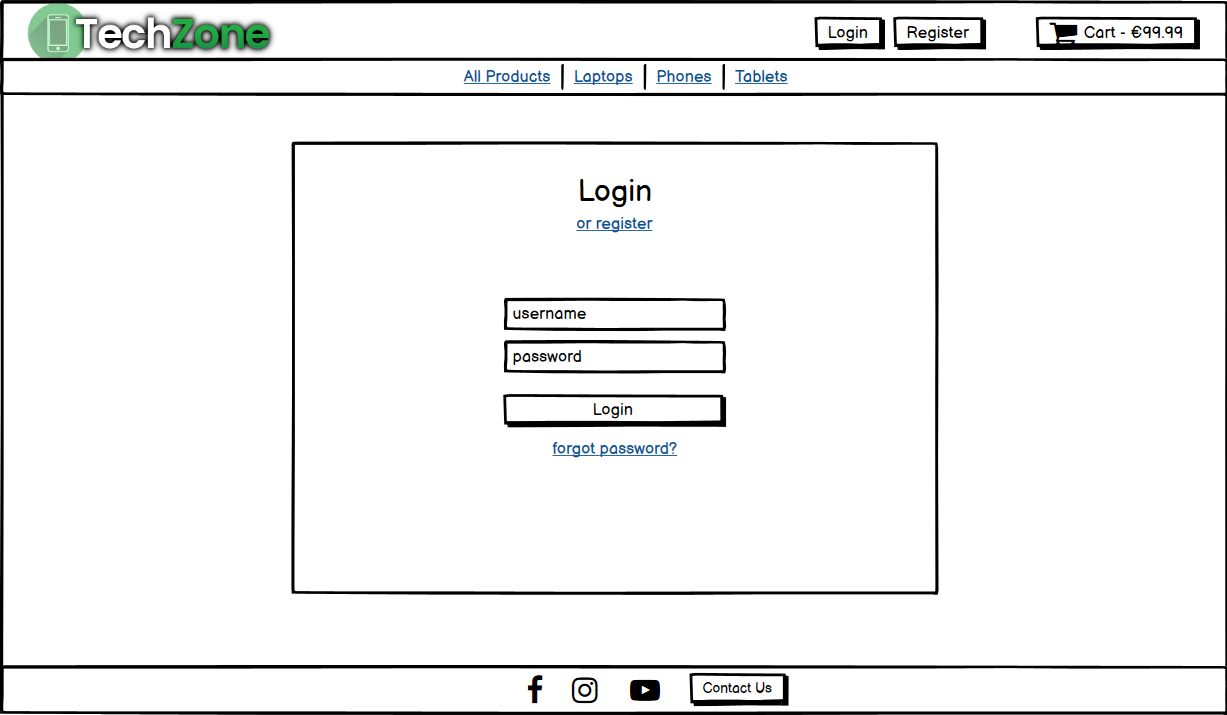 TechZone
Login Register Cart - €99.99
All Products Laptops Phones Tablets
Login
or register
username
password
Login
forgot password?
Contact Us